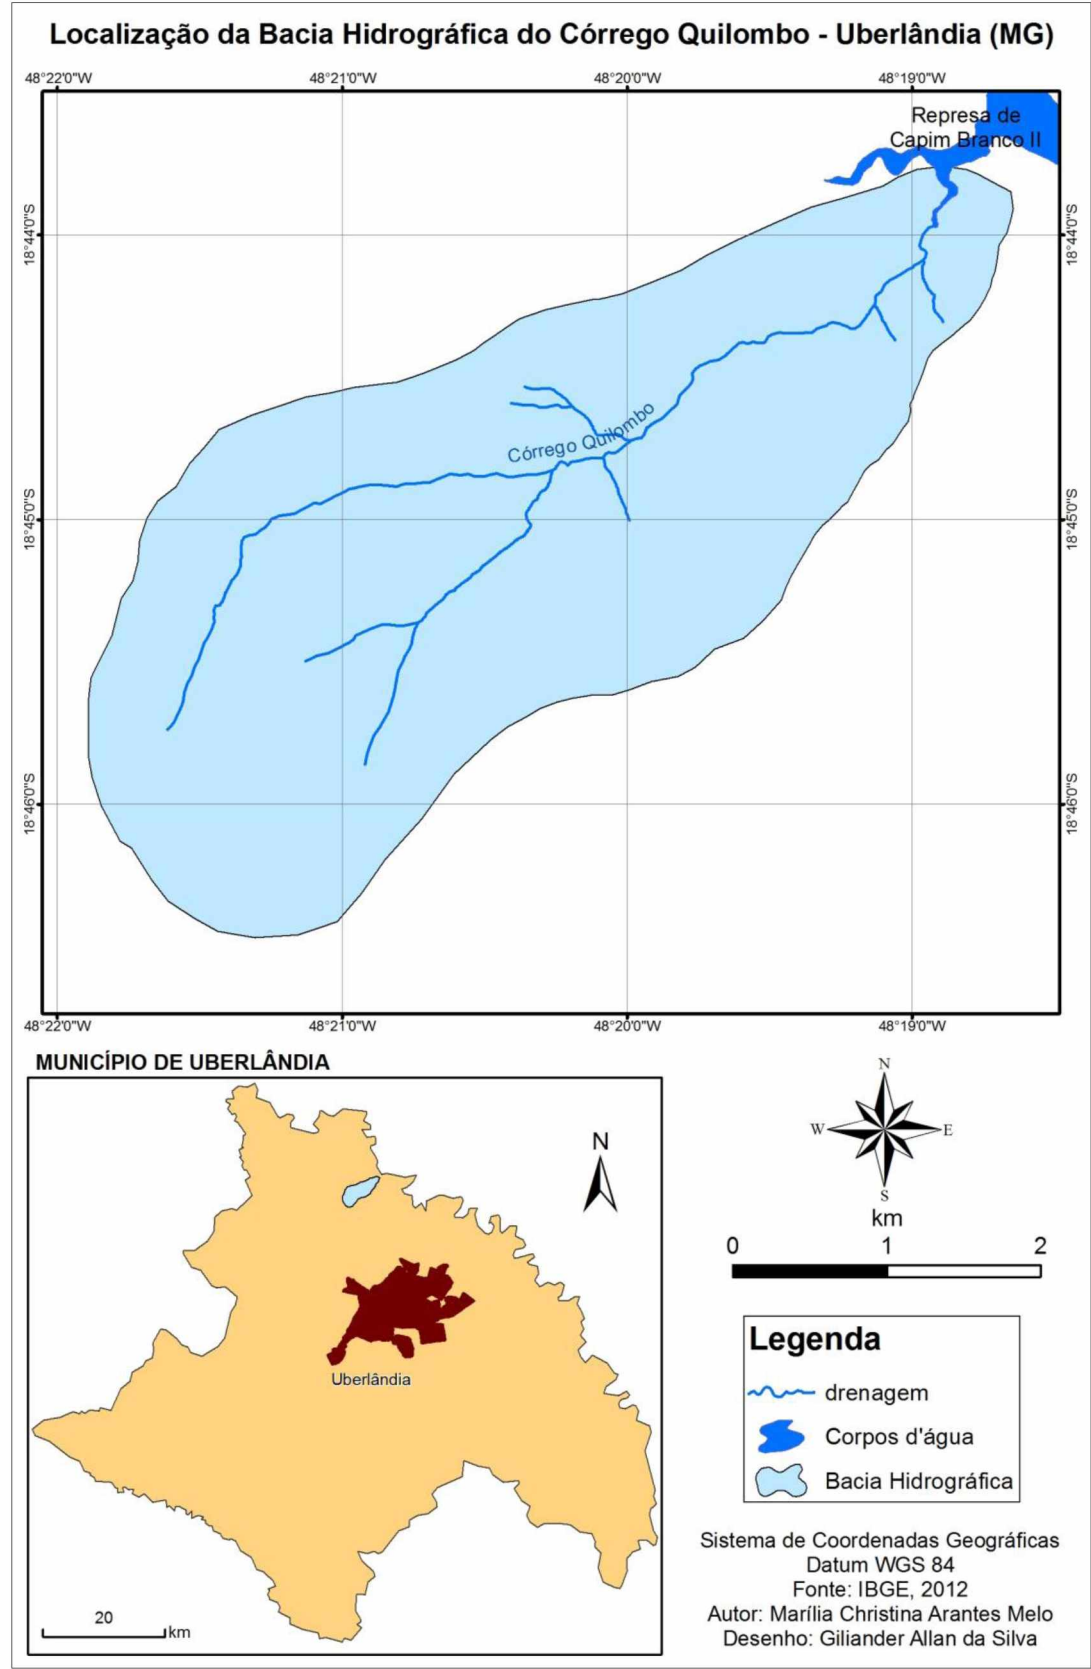 Localização da Bacia Hidrográfica do Córrego Quilombo - Uberlândia (MG)
48°22'0"W 48°21'0"W 48°20'0"W 48°19'0"W
Represa de
Capim Branco II
18°44'0"S 18°44'0"S
Córrego Quilombo
18°45'0"S 18°45'0"S
18°46'0"S 18°46'0"S
48°22'0"W 48°21'0"W 48°20'0"W 48°19'0"W
MUNICÍPIO DE UBERLÂNDIA
N
Uberlândia
20
km
N
W E
S
km
0 1 2
Legenda
drenagem
Corpos d'água
Bacia Hidrográfica
Sistema de Coordenadas Geográficas
Datum WGS 84
Fonte: IBGE, 2012
Autor: Marília Christina Arantes Melo
Desenho: Giliander Allan da Silva